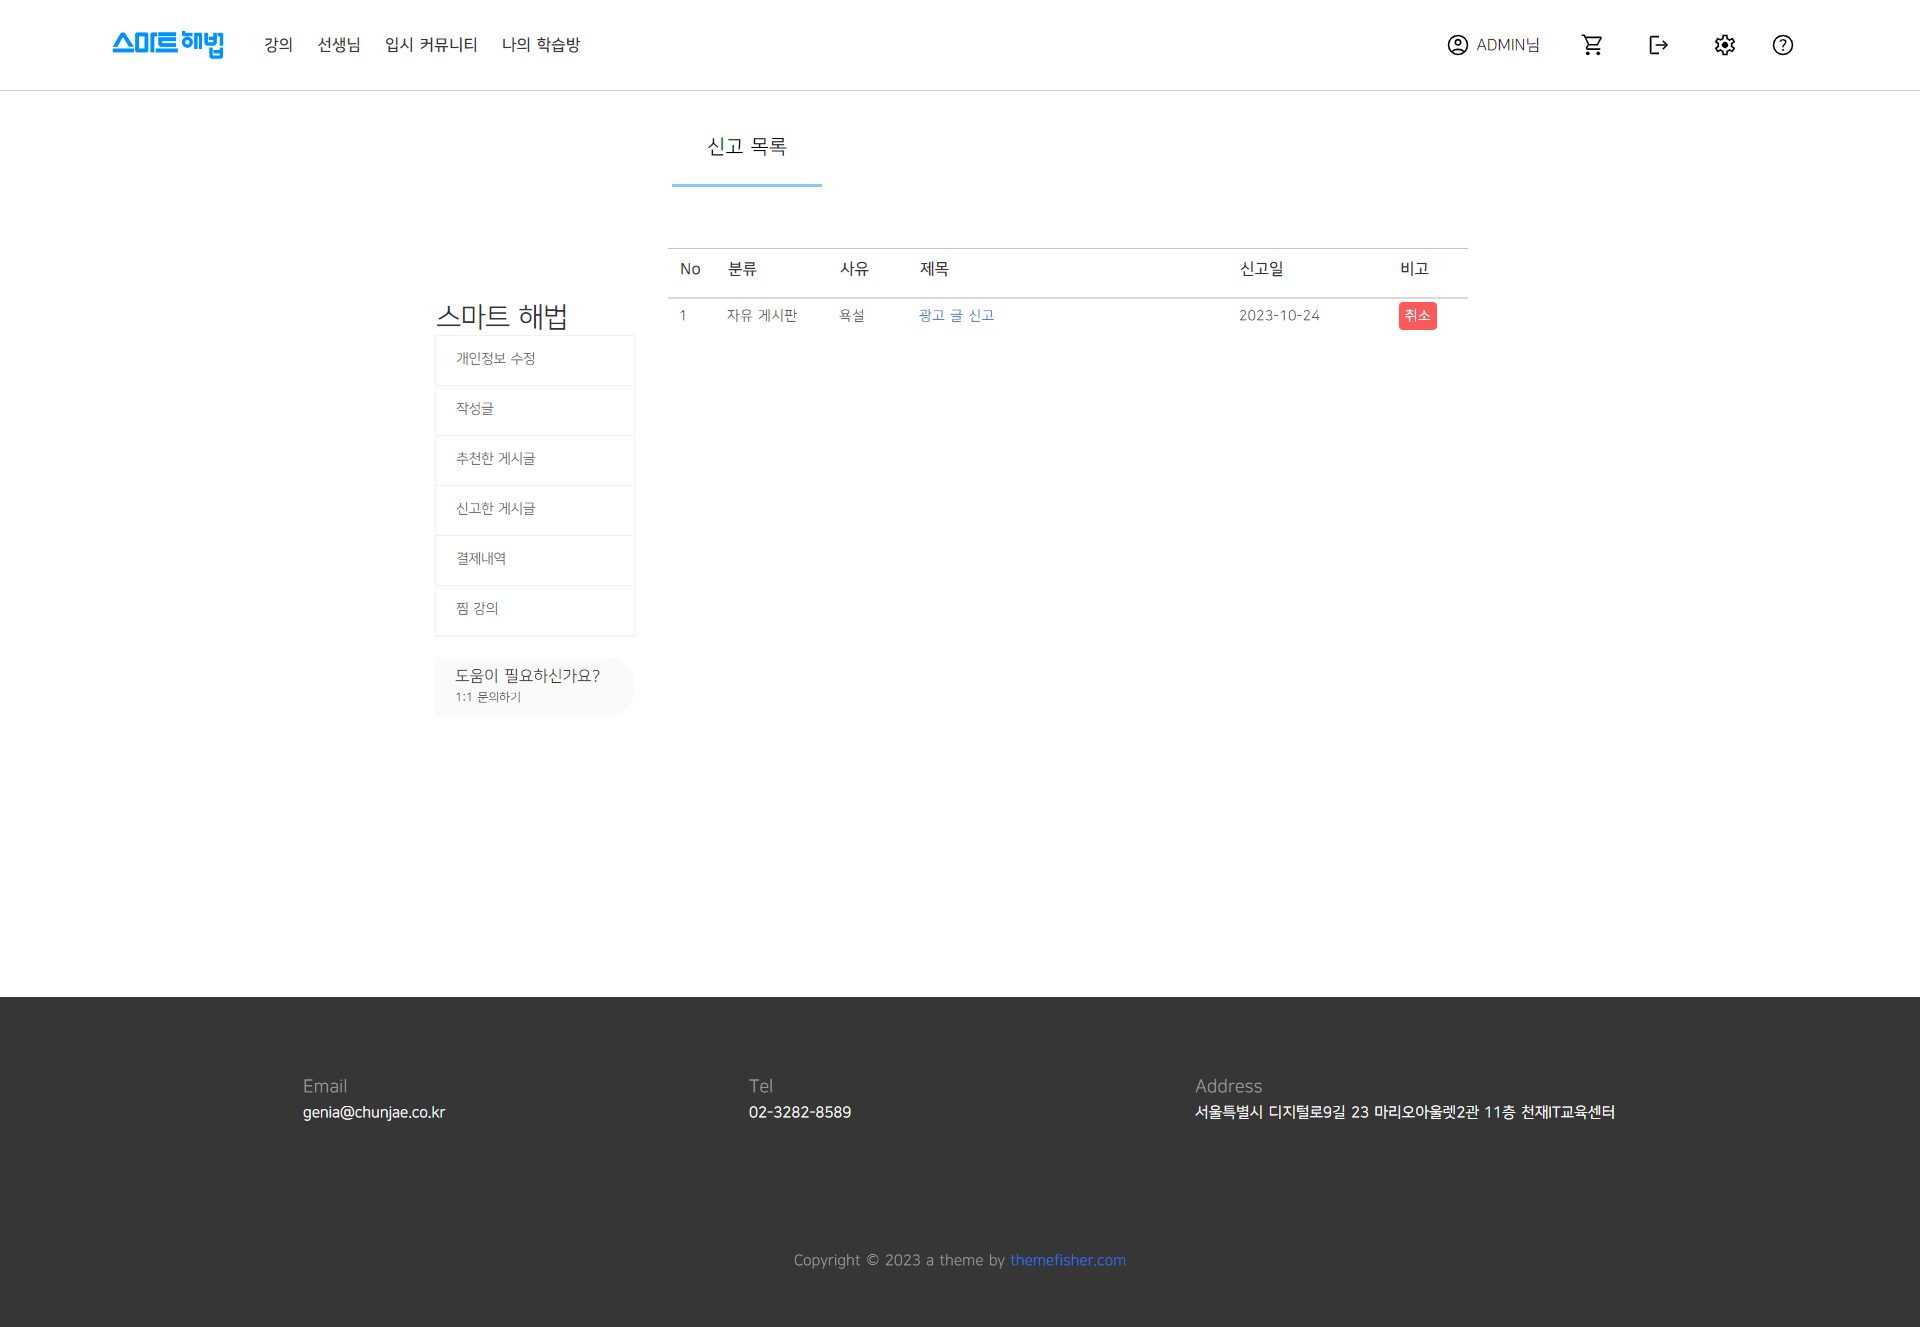 스마트 해법 강의 선생님 입시 커뮤니티 나의 학습방 ADMIN님
신고 목록
No 분류 사유 제목 신고일 비고
1 자유 게시판 욕설 광고 글 신고 2023-10-24 취소
스마트 해법
개인정보 수정
작성글
추천한 게시글
신고한 게시글
결제내역
찜 강의
도움이 필요하신가요?
1:1 문의하기
Email Tel Address
genia@chunjae.co.kr 02-3282-8589 서울특별시 디지털로9길 23 마리오아울렛2관 11층 천재IT교육센터
Copyright © 2023 a theme by themefisher.com